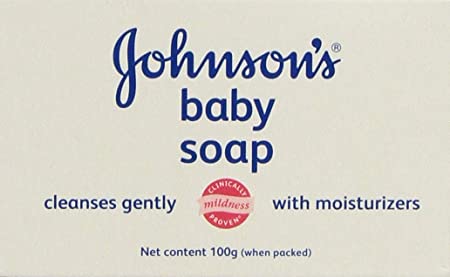 Johnson's®
baby
soap
cleanses gently
CLINICALLY
mildness
PROVEN®
with moisturizers
Net content 100g (when packed)